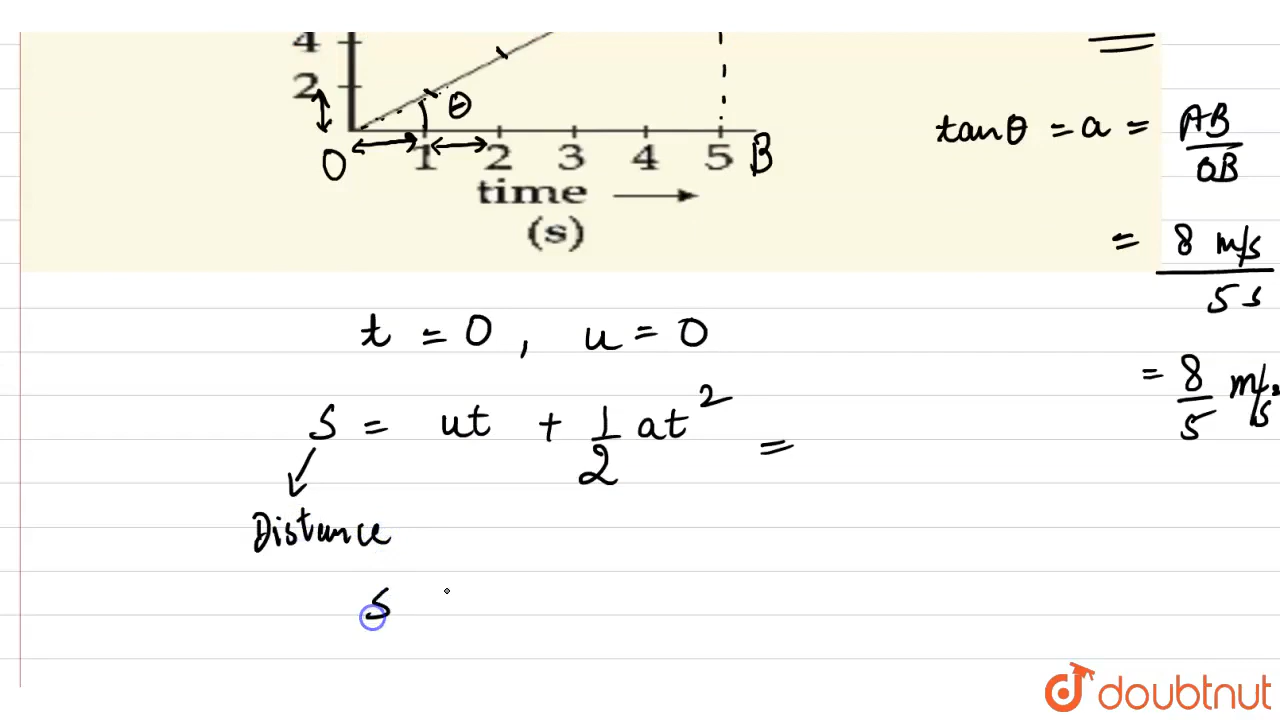 4
2
θ
0 1 2 3 4 5 B
time
(s)
tanθ = a = AB/OB
= 8 m/s / 5 s
= 8/5 m/s²
t = 0, u = 0
S = ut + 1/2 at² =
Distance
S
doubtnut